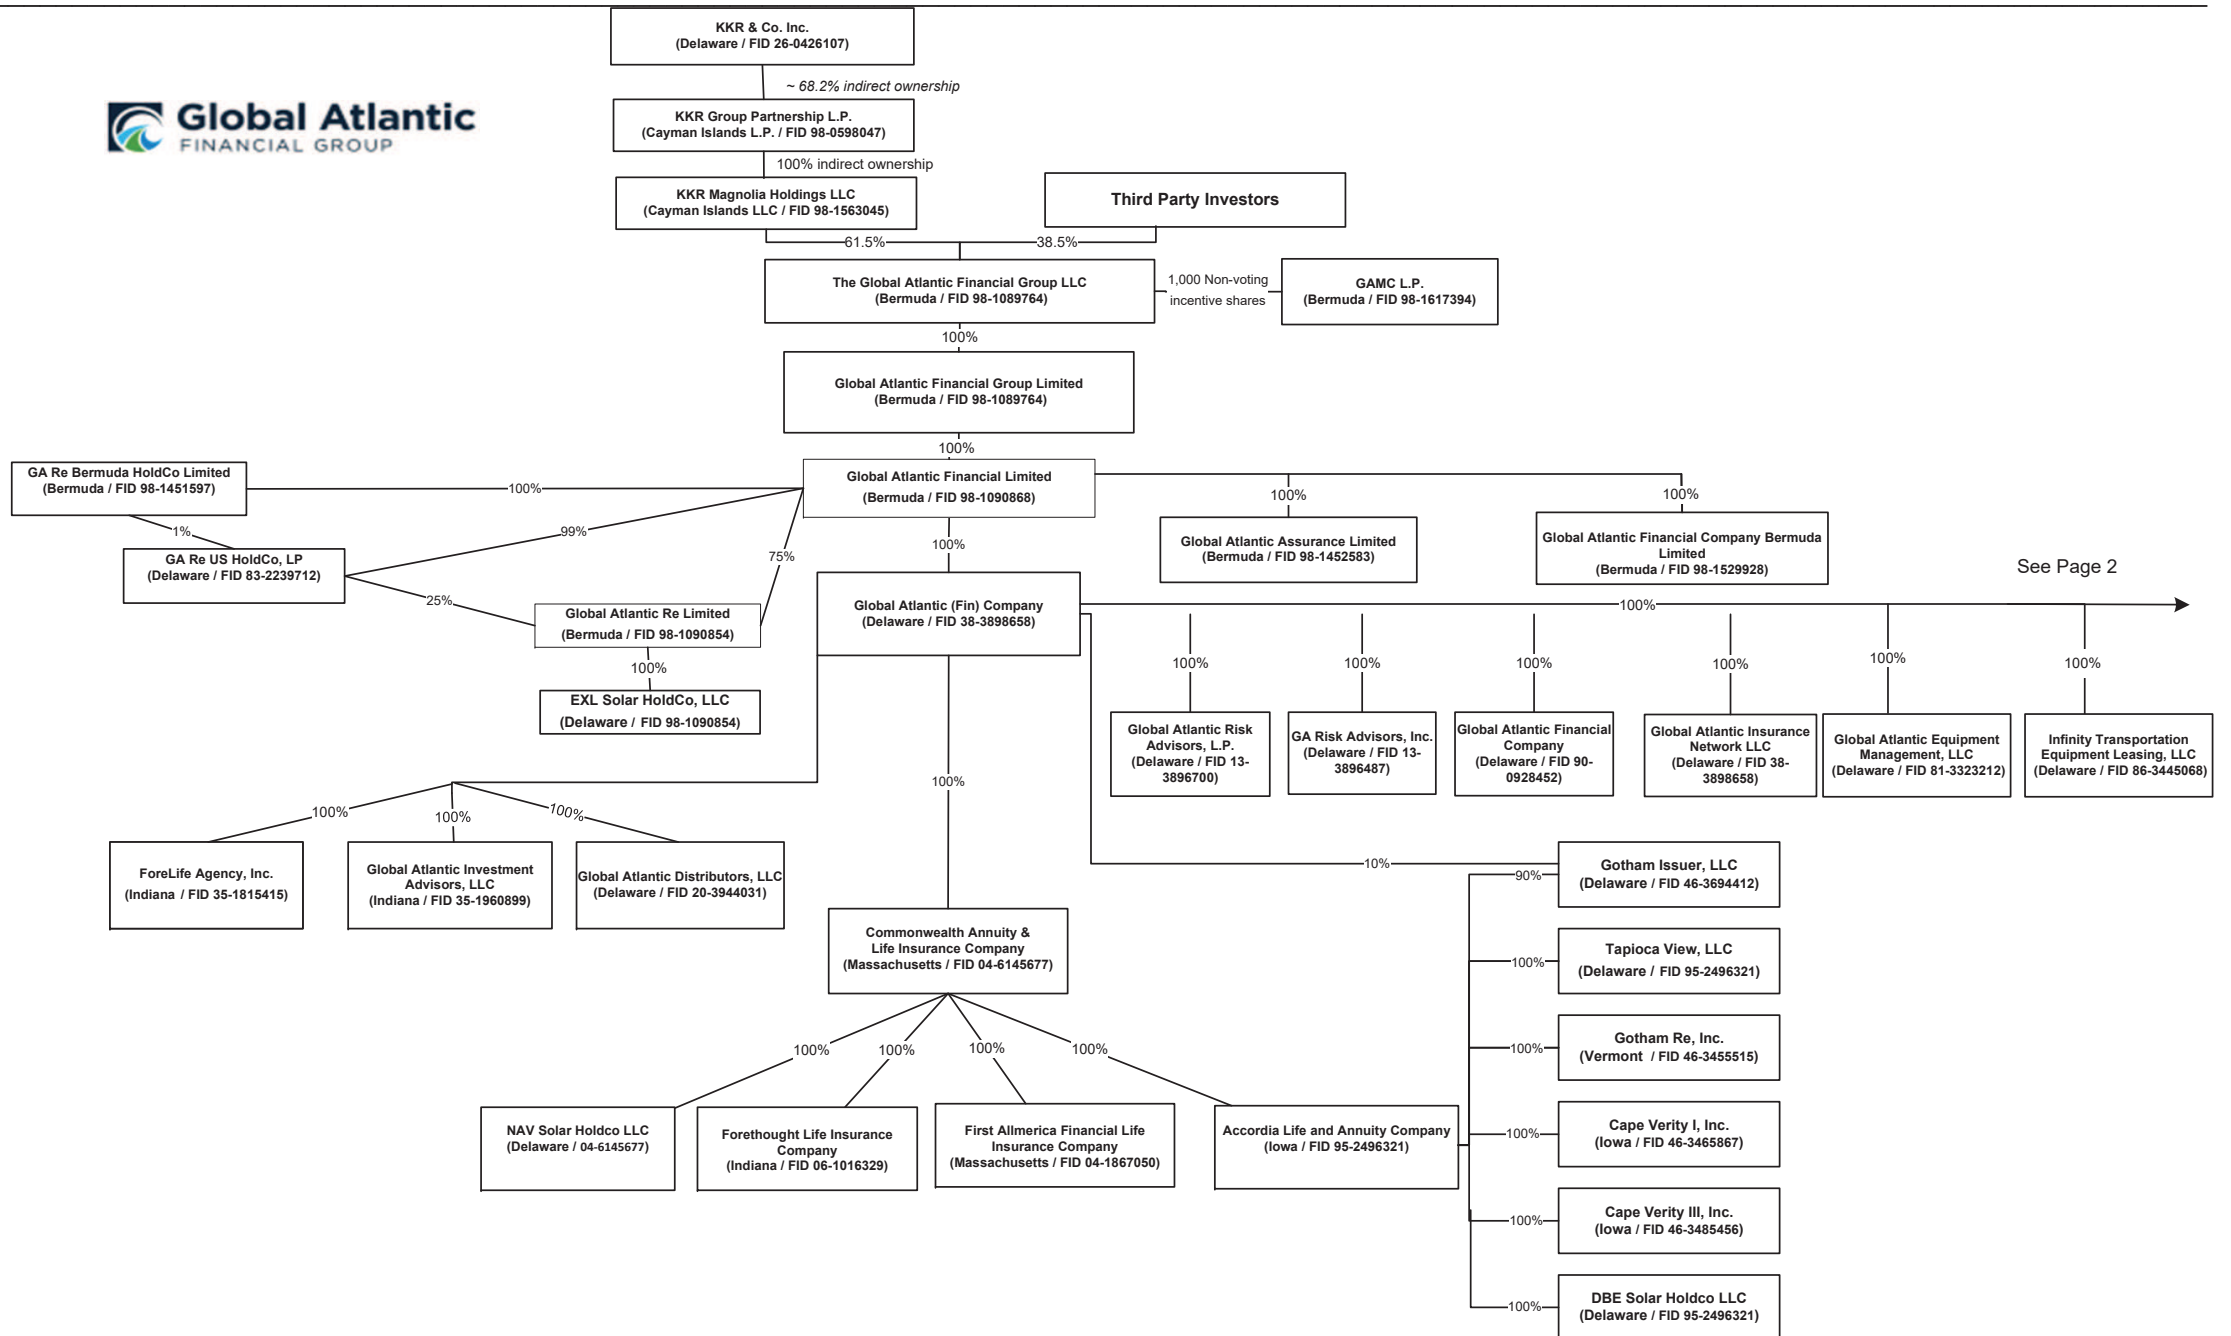 KKR & Co. Inc.
(Delaware / FID 26-0426107)
~ 68.2% indirect ownership
Global Atlantic
FINANCIAL GROUP
KKR Group Partnership L.P.
(Cayman Islands L.P. / FID 98-0598047)
100% indirect ownership
KKR Magnolia Holdings LLC
(Cayman Islands LLC / FID 98-1563045)
Third Party Investors
61.5%
38.5%
The Global Atlantic Financial Group LLC
(Bermuda / FID 98-1089764)
1,000 Non-voting
incentive shares
GAMC L.P.
(Bermuda / FID 98-1617394)
100%
Global Atlantic Financial Group Limited
(Bermuda / FID 98-1089764)
100%
GA Re Bermuda HoldCo Limited
(Bermuda / FID 98-1451597)
100%
Global Atlantic Financial Limited
(Bermuda / FID 98-1090868)
100%
100%
1%
99%
75%
100%
GA Re US HoldCo, LP
(Delaware / FID 83-2239712)
Global Atlantic Assurance Limited
(Bermuda / FID 98-1452583)
Global Atlantic Financial Company Bermuda
Limited
(Bermuda / FID 98-1529928)
See Page 2
25%
Global Atlantic Re Limited
(Bermuda / FID 98-1090854)
Global Atlantic (Fin) Company
(Delaware / FID 38-3898658)
100%
100%
EXL Solar HoldCo, LLC
(Delaware / FID 98-1090854)
100%
100%
100%
100%
100%
100%
Global Atlantic Risk
Advisors, L.P.
(Delaware / FID 13-
3896700)
GA Risk Advisors, Inc.
(Delaware / FID 13-
3896487)
Global Atlantic Financial
Company
(Delaware / FID 90-
0928452)
Global Atlantic Insurance
Network LLC
(Delaware / FID 38-
3898658)
Global Atlantic Equipment
Management, LLC
(Delaware / FID 81-3323212)
Infinity Transportation
Equipment Leasing, LLC
(Delaware / FID 86-3445068)
100%
100%
100%
100%
ForeLife Agency, Inc.
(Indiana / FID 35-1815415)
Global Atlantic Investment
Advisors, LLC
(Indiana / FID 35-1960899)
Global Atlantic Distributors, LLC
(Delaware / FID 20-3944031)
10%
90%
Gotham Issuer, LLC
(Delaware / FID 46-3694412)
Commonwealth Annuity &
Life Insurance Company
(Massachusetts / FID 04-6145677)
100%
Tapioca View, LLC
(Delaware / FID 95-2496321)
100%
100%
100%
100%
100%
Gotham Re, Inc.
(Vermont / FID 46-3455515)
NAV Solar Holdco LLC
(Delaware / 04-6145677)
Forethought Life Insurance
Company
(Indiana / FID 06-1016329)
First Allmerica Financial Life
Insurance Company
(Massachusetts / FID 04-1867050)
Accordia Life and Annuity Company
(Iowa / FID 95-2496321)
100%
Cape Verity I, Inc.
(Iowa / FID 46-3465867)
100%
Cape Verity III, Inc.
(Iowa / FID 46-3485456)
100%
DBE Solar Holdco LLC
(Delaware / FID 95-2496321)